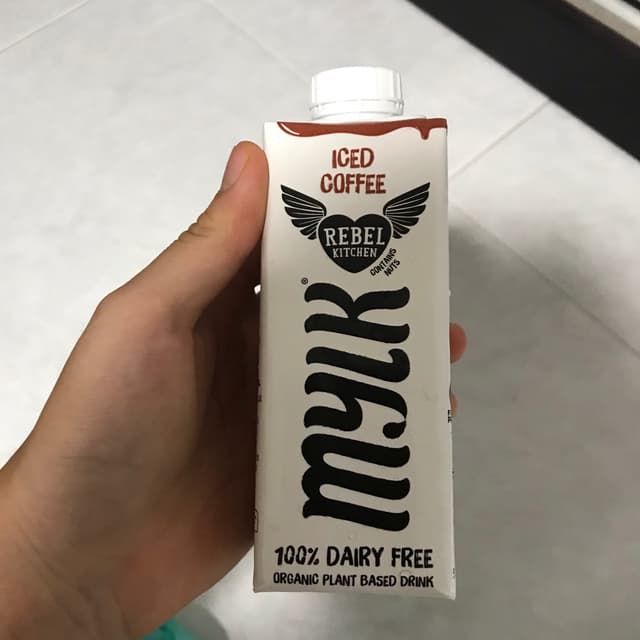 ICED
COFFEE
REBEL
KITCHEN
CONTAINS
NUTS
MYLK®
100% DAIRY FREE
ORGANIC PLANT BASED DRINK